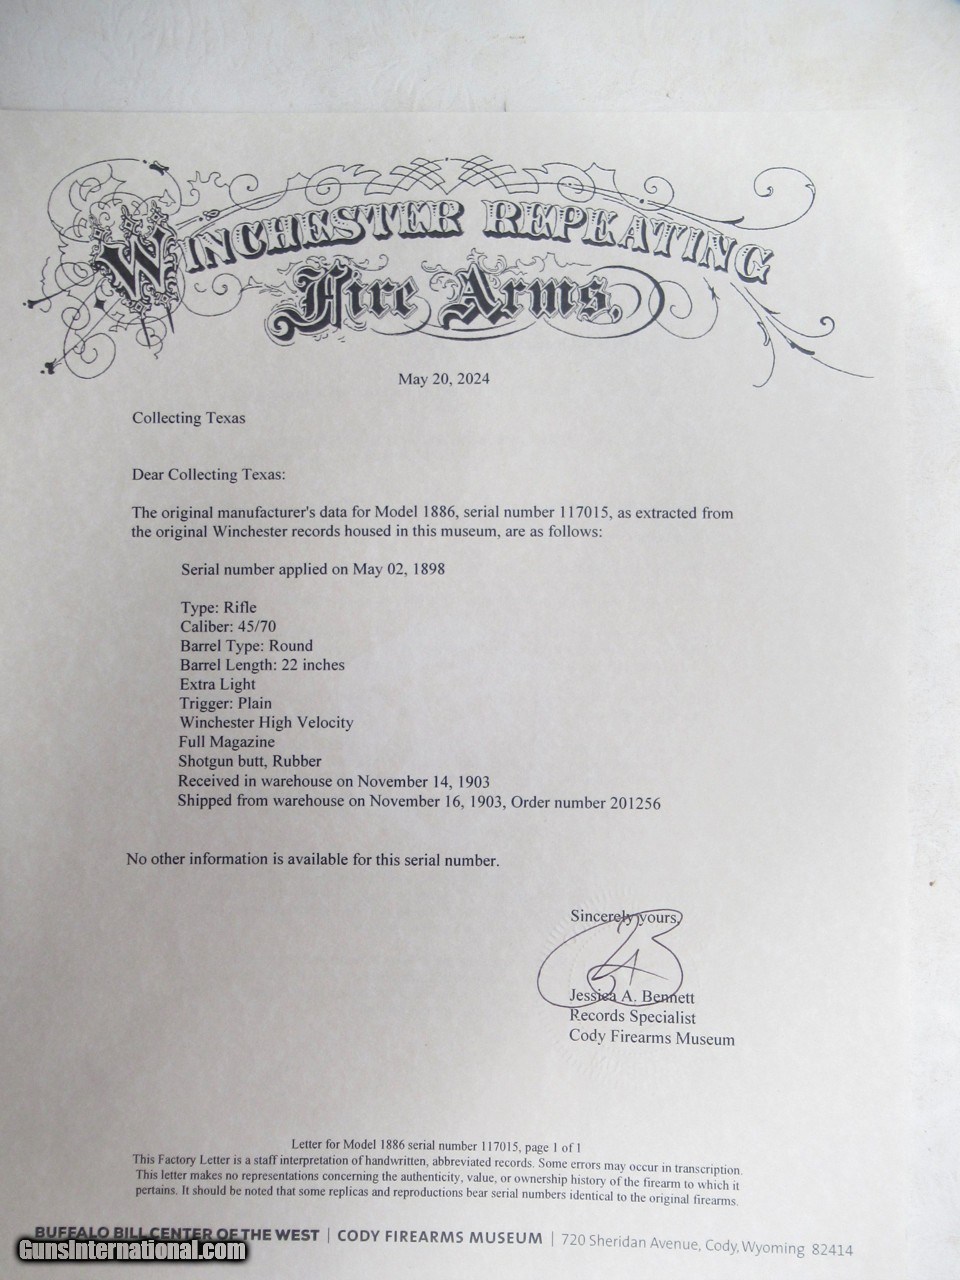 WINCHESTER REPEATING
Fire Arms.
May 20, 2024
Collecting Texas
Dear Collecting Texas:
The original manufacturer's data for Model 1886, serial number 117015, as extracted from
the original Winchester records housed in this museum, are as follows:
Serial number applied on May 02, 1898
Type: Rifle
Caliber: 45/70
Barrel Type: Round
Barrel Length: 22 inches
Extra Light
Trigger: Plain
Winchester High Velocity
Full Magazine
Shotgun butt, Rubber
Received in warehouse on November 14, 1903
Shipped from warehouse on November 16, 1903, Order number 201256
No other information is available for this serial number.
Sincerely yours,
Jessica A. Bennett
Records Specialist
Cody Firearms Museum
Letter for Model 1886 serial number 117015, page 1 of 1
This Factory Letter is a staff interpretation of handwritten, abbreviated records. Some errors may occur in transcription.
This letter makes no representations concerning the authenticity, value, or ownership history of the firearm to which it
pertains. It should be noted that some replicas and reproductions bear serial numbers identical to the original firearms.
BUFFALO BILL CENTER OF THE WEST | CODY FIREARMS MUSEUM | 720 Sheridan Avenue, Cody, Wyoming 82414
GunsInternational.com